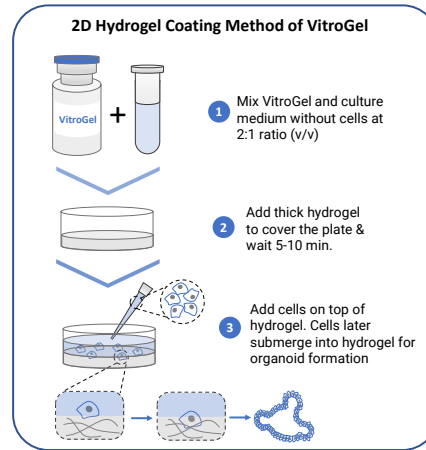 2D Hydrogel Coating Method of VitroGel
VitroGel
+
1
Mix VitroGel and culture
medium without cells at
2:1 ratio (v/v)
2
Add thick hydrogel
to cover the plate &
wait 5-10 min.
3
Add cells on top of
hydrogel. Cells later
submerge into hydrogel for
organoid formation